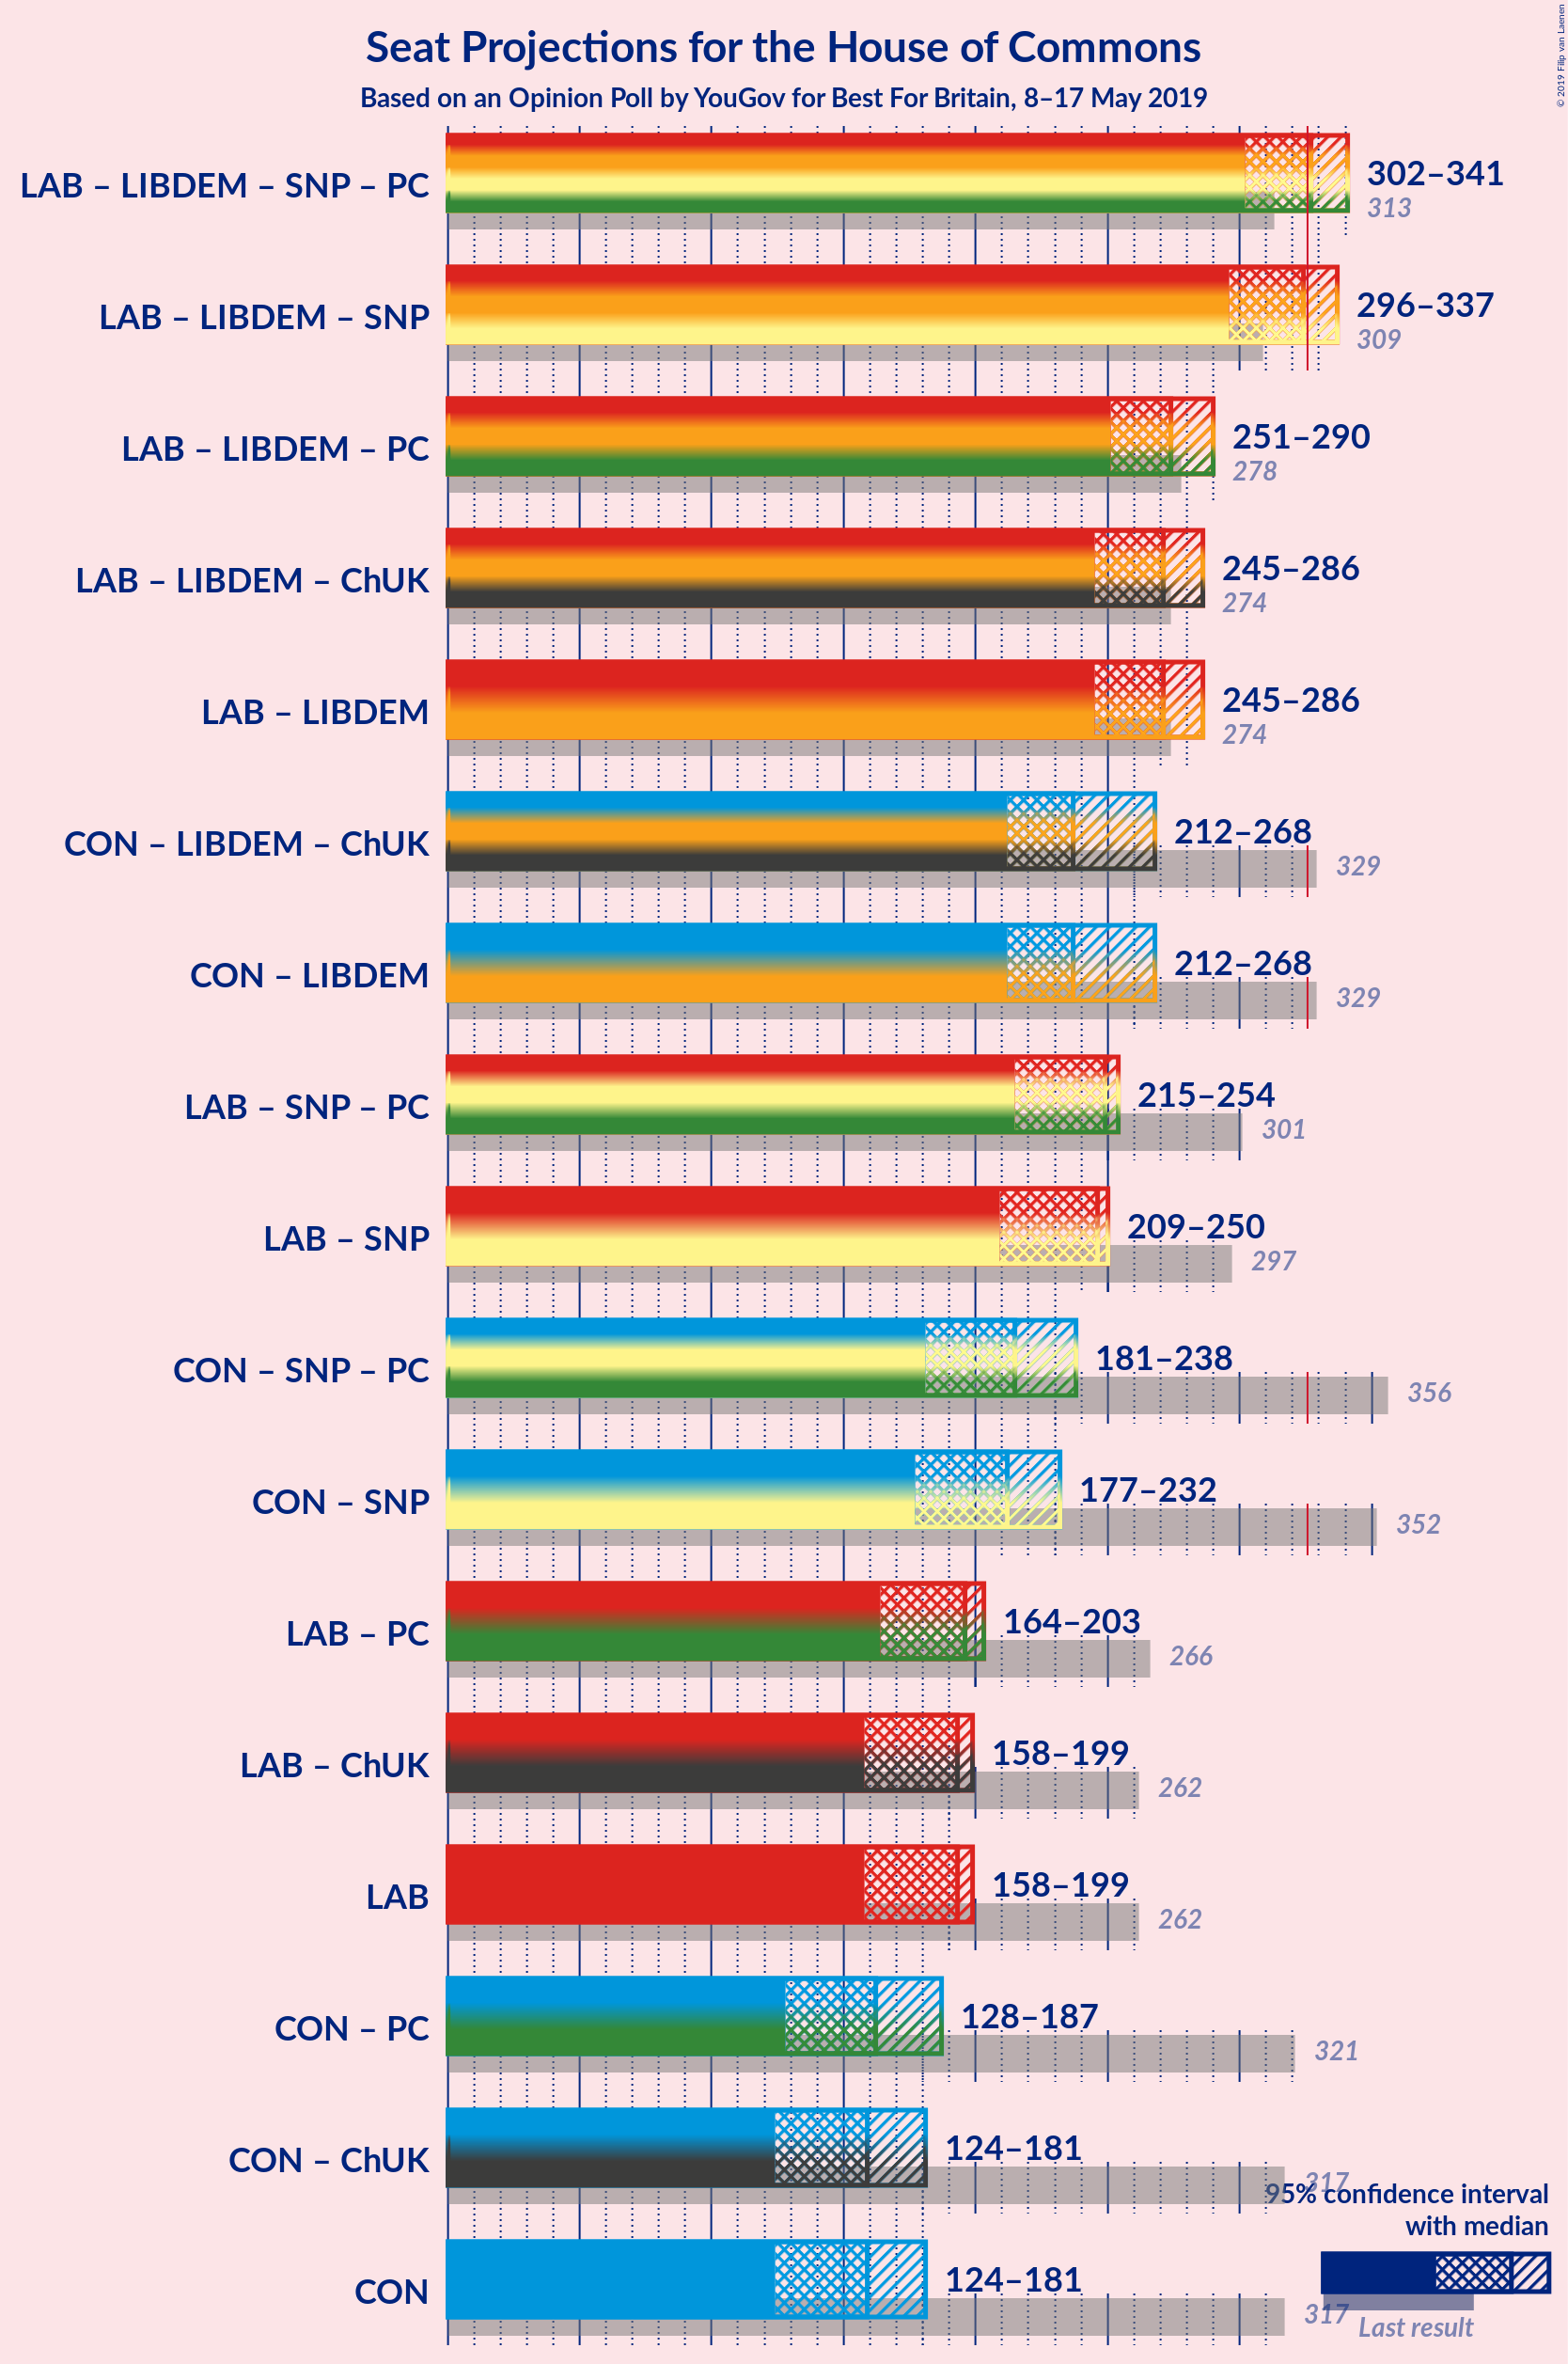 Seat Projections for the House of Commons
Based on an Opinion Poll by YouGov for Best For Britain, 8–17 May 2019
© 2019 Filip van Laenen
LAB – LIBDEM – SNP – PC
302–341
313
LAB – LIBDEM – SNP
296–337
309
LAB – LIBDEM – PC
251–290
278
LAB – LIBDEM – ChUK
245–286
274
LAB – LIBDEM
245–286
274
CON – LIBDEM – ChUK
212–268
329
CON – LIBDEM
212–268
329
LAB – SNP – PC
215–254
301
LAB – SNP
209–250
297
CON – SNP – PC
181–238
356
CON – SNP
177–232
352
LAB – PC
164–203
266
LAB – ChUK
158–199
262
LAB
158–199
262
CON – PC
128–187
321
CON – ChUK
124–181
317
CON
124–181
317
95% confidence interval
with median
Last result